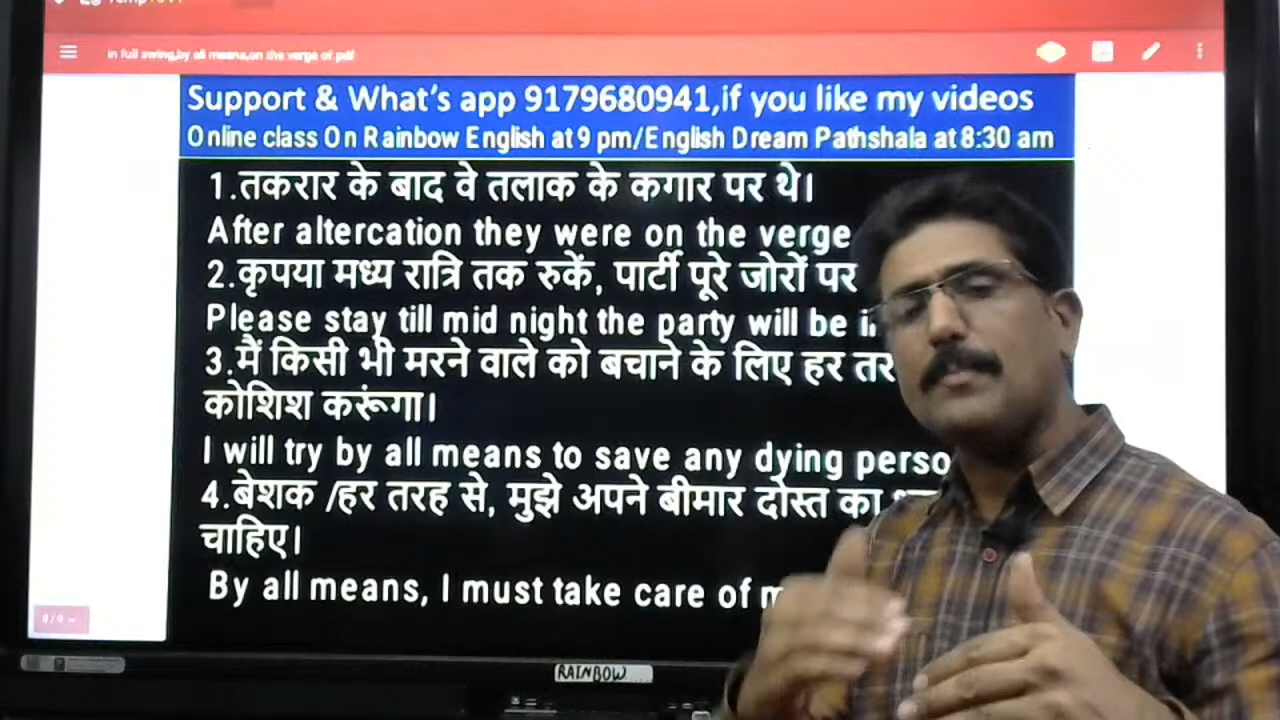 in full swing,by all means,on the verge of.pdf
Support & What's app 9179680941,if you like my videos
Online class On Rainbow English at 9 pm/English Dream Pathshala at 8:30 am
1.तकरार के बाद वे तलाक के कगार पर थे।
After altercation they were on the verge
2.कृपया मध्य रात्रि तक रुकें, पार्टी पूरे जोरों पर
Please stay till mid night the party will be
3.मैं किसी भी मरने वाले को बचाने के लिए हर
कोशिश करूंगा।
I will try by all means to save any dying
4.बेशक /हर तरह से, मुझे अपने बीमार दोस्त का
चाहिए।
By all means, I must take care of
8/9
RAINBOW